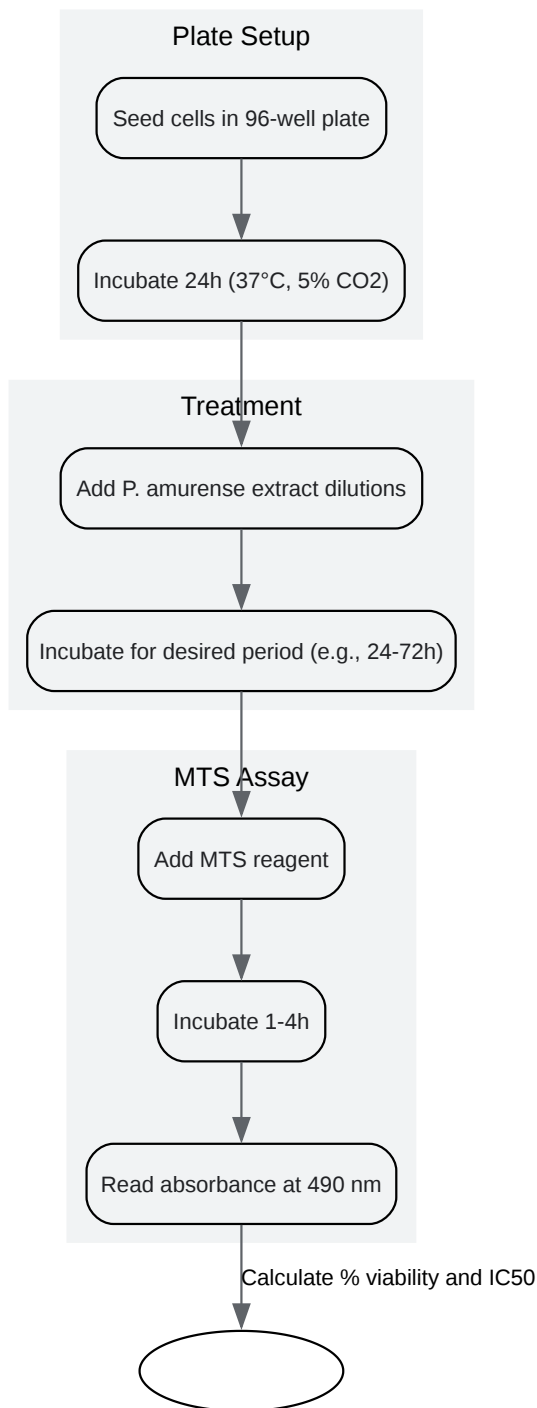 Plate Setup
Seed cells in 96-well plate
Incubate 24h (37°C, 5% CO2)
Treatment
Add P. amurense extract dilutions
Incubate for desired period (e.g., 24-72h)
MTS Assay
Add MTS reagent
Incubate 1-4h
Read absorbance at 490 nm
Calculate % viability and IC50